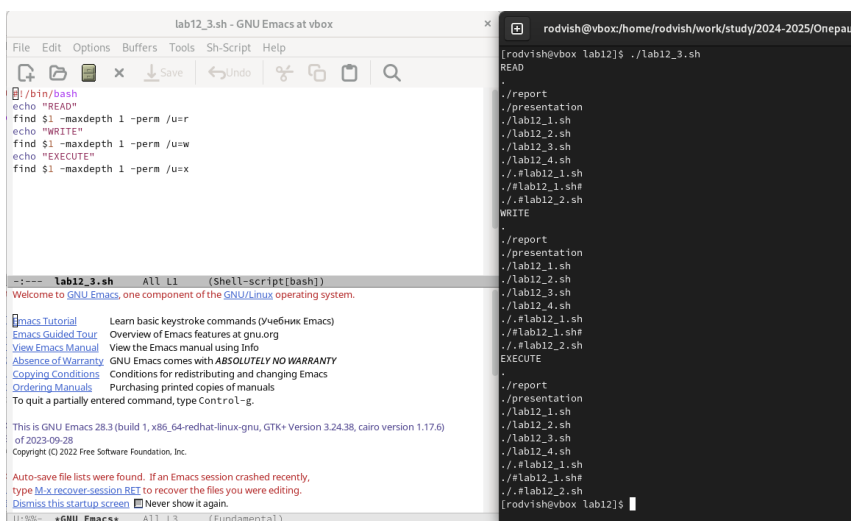 lab12_3.sh - GNU Emacs at vbox
File Edit Options Buffers Tools Sh-Script Help
Save Undo
#!/bin/bash
echo "READ"
find $1 -maxdepth 1 -perm /u=r
echo "WRITE"
find $1 -maxdepth 1 -perm /u=w
echo "EXECUTE"
find $1 -maxdepth 1 -perm /u=x
-:--- lab12_3.sh All L1 (Shell-script[bash])
Welcome to GNU Emacs, one component of the GNU/Linux operating system.
Emacs Tutorial Learn basic keystroke commands (Учебник Emacs)
Emacs Guided Tour Overview of Emacs features at gnu.org
View Emacs Manual View the Emacs manual using Info
Absence of Warranty GNU Emacs comes with ABSOLUTELY NO WARRANTY
Copying Conditions Conditions for redistributing and changing Emacs
Ordering Manuals Purchasing printed copies of manuals
To quit a partially entered command, type Control-g.
This is GNU Emacs 28.3 (build 1, x86_64-redhat-linux-gnu, GTK+ Version 3.24.38, cairo version 1.17.6)
of 2023-09-28
Copyright (C) 2022 Free Software Foundation, Inc.
Auto-save file lists were found. If an Emacs session crashed recently,
type M-x recover-session RET to recover the files you were editing.
Dismiss this startup screen Never show it again.
U:%%- *GNU Emacs* All L3 (Fundamental)
rodvish@vbox:/home/rodvish/work/study/2024-2025/Операц
[rodvish@vbox lab12]$ ./lab12_3.sh
READ
.
./report
./presentation
./lab12_1.sh
./lab12_2.sh
./lab12_3.sh
./lab12_4.sh
./.#lab12_1.sh
./#lab12_1.sh#
./.#lab12_2.sh
WRITE
.
./report
./presentation
./lab12_1.sh
./lab12_2.sh
./lab12_3.sh
./lab12_4.sh
./.#lab12_1.sh
./#lab12_1.sh#
./.#lab12_2.sh
EXECUTE
.
./report
./presentation
./lab12_1.sh
./lab12_2.sh
./lab12_3.sh
./lab12_4.sh
./.#lab12_1.sh
./#lab12_1.sh#
./.#lab12_2.sh
[rodvish@vbox lab12]$